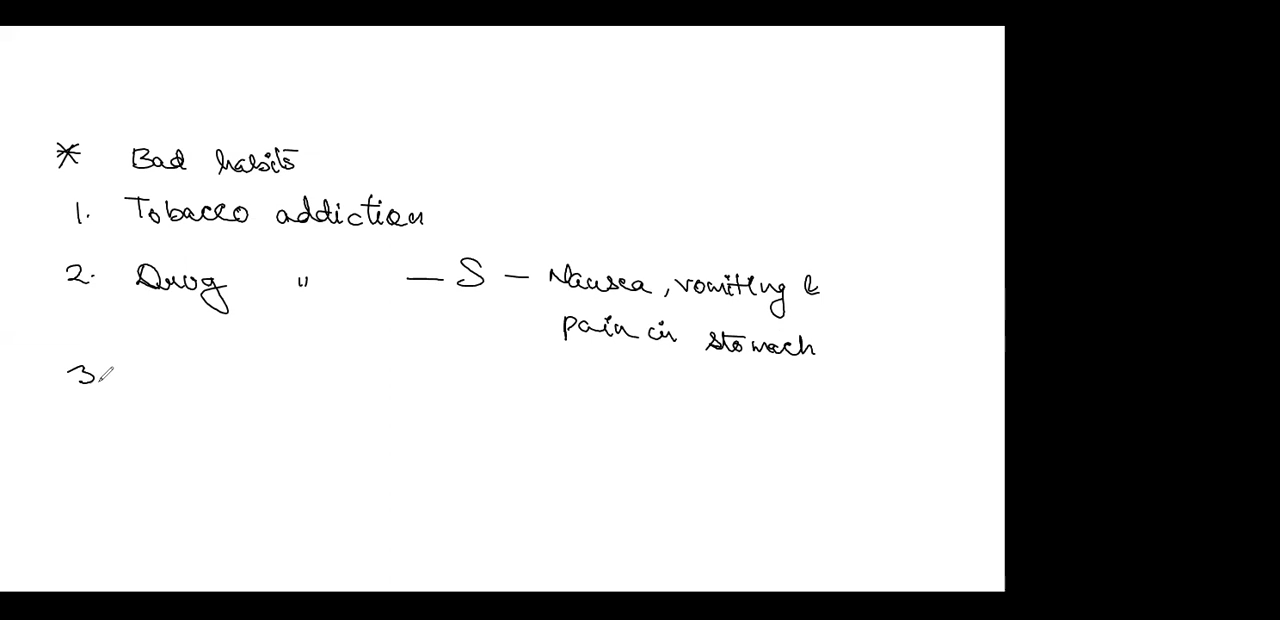 * Bad habits
1. Tobacco addiction
2. Drug " — S — Nausea, vomiting &
pain in stomach
3.